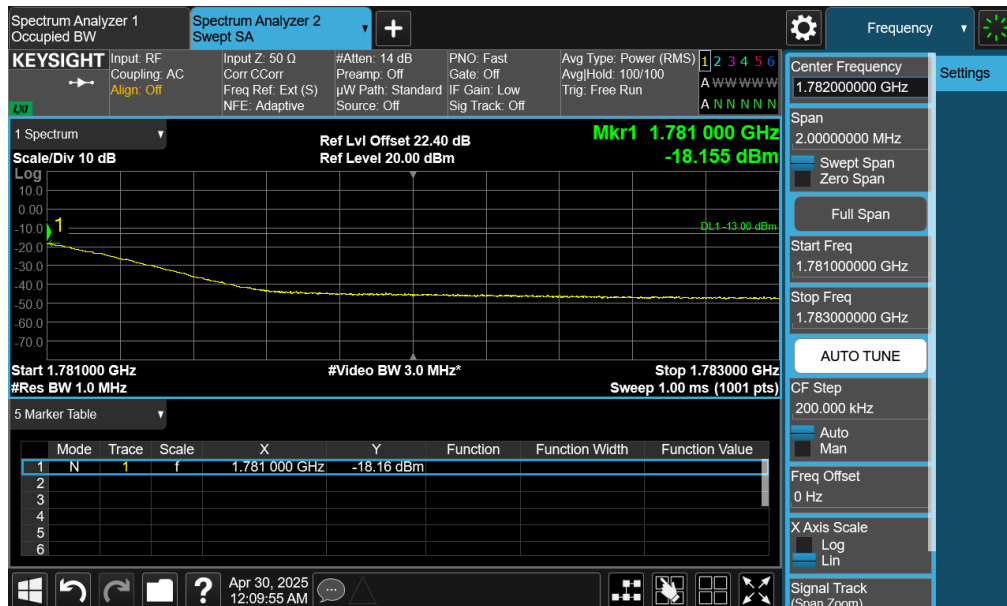 Spectrum Analyzer 1
Occupied BW
Spectrum Analyzer 2
Swept SA
Frequency
KEYSIGHT
LXI
Input: RF
Coupling: AC
Align: Off
Input Z: 50 Ω
Corr CCorr
Freq Ref: Ext (S)
NFE: Adaptive
#Atten: 14 dB
Preamp: Off
µW Path: Standard
Source: Off
PNO: Fast
Gate: Off
IF Gain: Low
Sig Track: Off
Avg Type: Power (RMS)
Avg|Hold: 100/100
Trig: Free Run
1 2 3 4 5 6
A W W W W W
A N N N N N
1 Spectrum
Scale/Div 10 dB
Ref Lvl Offset 22.40 dB
Ref Level 20.00 dBm
Mkr1 1.781 000 GHz
-18.155 dBm
Log
10.0
0.00
-10.0
-20.0
-30.0
-40.0
-50.0
-60.0
-70.0
1
DL1 -13.00 dBm
Start 1.781000 GHz
#Video BW 3.0 MHz*
Stop 1.783000 GHz
#Res BW 1.0 MHz
Sweep 1.00 ms (1001 pts)
5 Marker Table
Mode Trace Scale X Y Function Function Width Function Value
1 N 1 f 1.781 000 GHz -18.16 dBm
2
3
4
5
6
?
Apr 30, 2025
12:09:55 AM
Center Frequency
1.782000000 GHz
Settings
Span
2.00000000 MHz
Swept Span
Zero Span
Full Span
Start Freq
1.781000000 GHz
Stop Freq
1.783000000 GHz
AUTO TUNE
CF Step
200.000 kHz
Auto
Man
Freq Offset
0 Hz
X Axis Scale
Log
Lin
Signal Track
(Span Zoom)